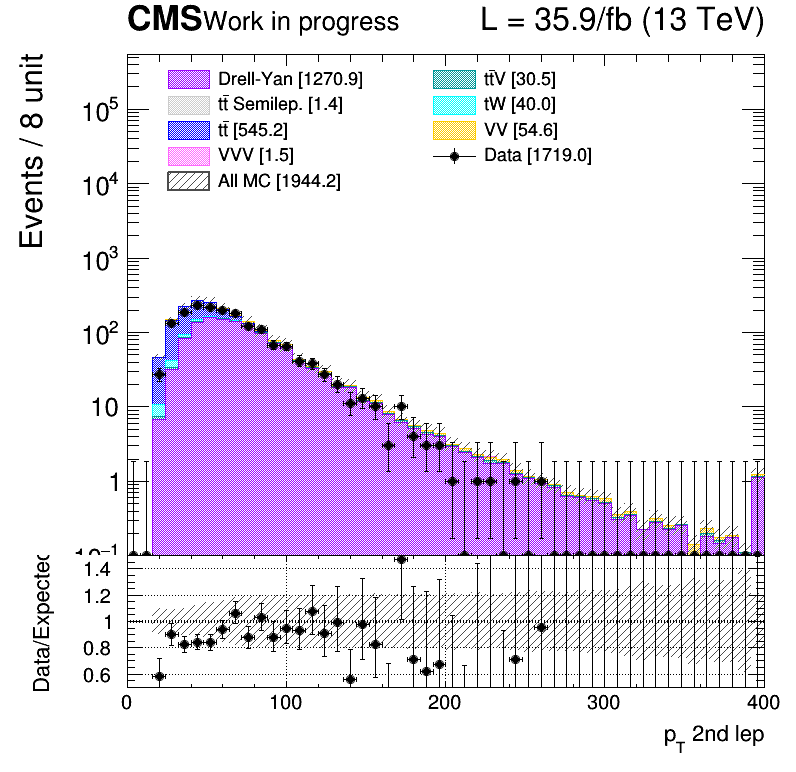 CMS Work in progress L = 35.9/fb (13 TeV)
Events / 8 unit
Drell-Yan [1270.9]
tt̄ Semilep. [1.4]
tt̄ [545.2]
VVV [1.5]
All MC [1944.2]
tt̄V [30.5]
tW [40.0]
VV [54.6]
Data [1719.0]
10⁵
10⁴
10³
10²
10
1
10⁻¹
Data/Expected
1.4
1.2
1
0.8
0.6
0 100 200 300 400
p_T 2nd lep